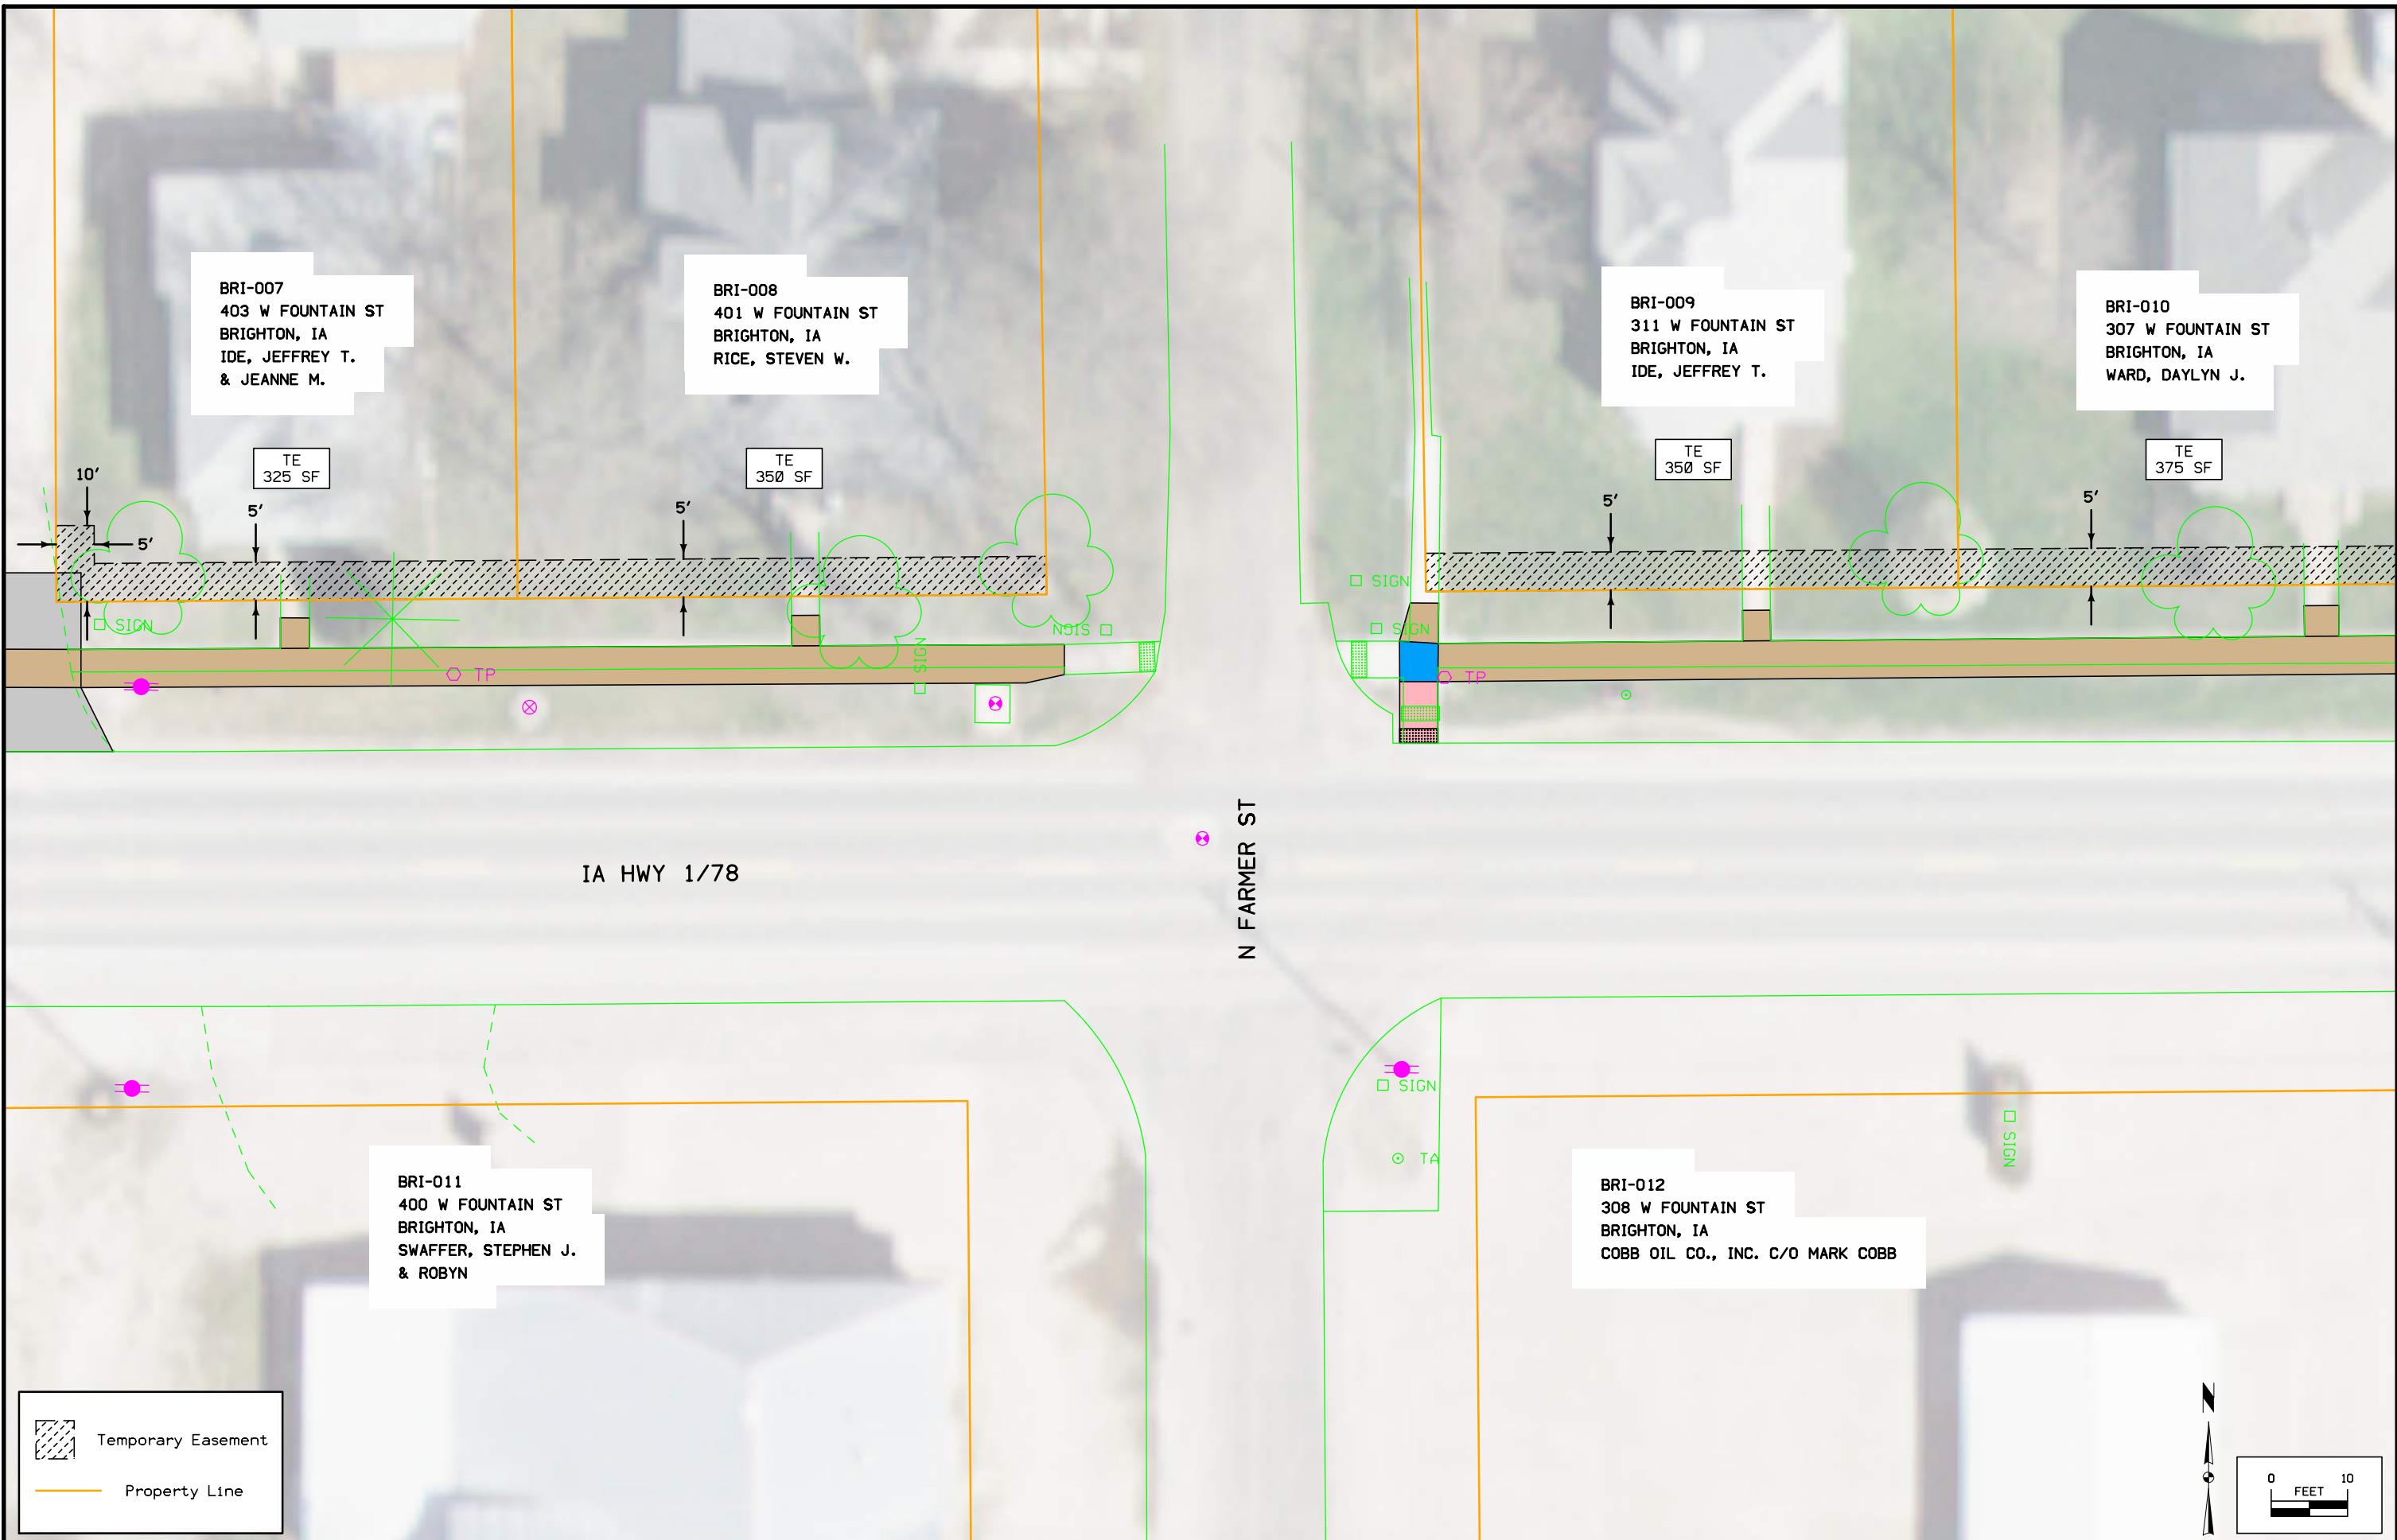 BRI-007
403 W FOUNTAIN ST
BRIGHTON, IA
IDE, JEFFREY T.
& JEANNE M.
BRI-008
401 W FOUNTAIN ST
BRIGHTON, IA
RICE, STEVEN W.
BRI-009
311 W FOUNTAIN ST
BRIGHTON, IA
IDE, JEFFREY T.
BRI-010
307 W FOUNTAIN ST
BRIGHTON, IA
WARD, DAYLYN J.
TE
325 SF
TE
350 SF
TE
350 SF
TE
375 SF
10'
5'
5'
5'
5'
5'
SIGN
TP
SIGN
SIGN
SIGN
SIGN
TP
IA HWY 1/78
N FARMER ST
SIGN
TA
SIGN
BRI-011
400 W FOUNTAIN ST
BRIGHTON, IA
SWAFFER, STEPHEN J.
& ROBYN
BRI-012
308 W FOUNTAIN ST
BRIGHTON, IA
COBB OIL CO., INC. C/O MARK COBB
Temporary Easement
Property Line
N
0 10
FEET